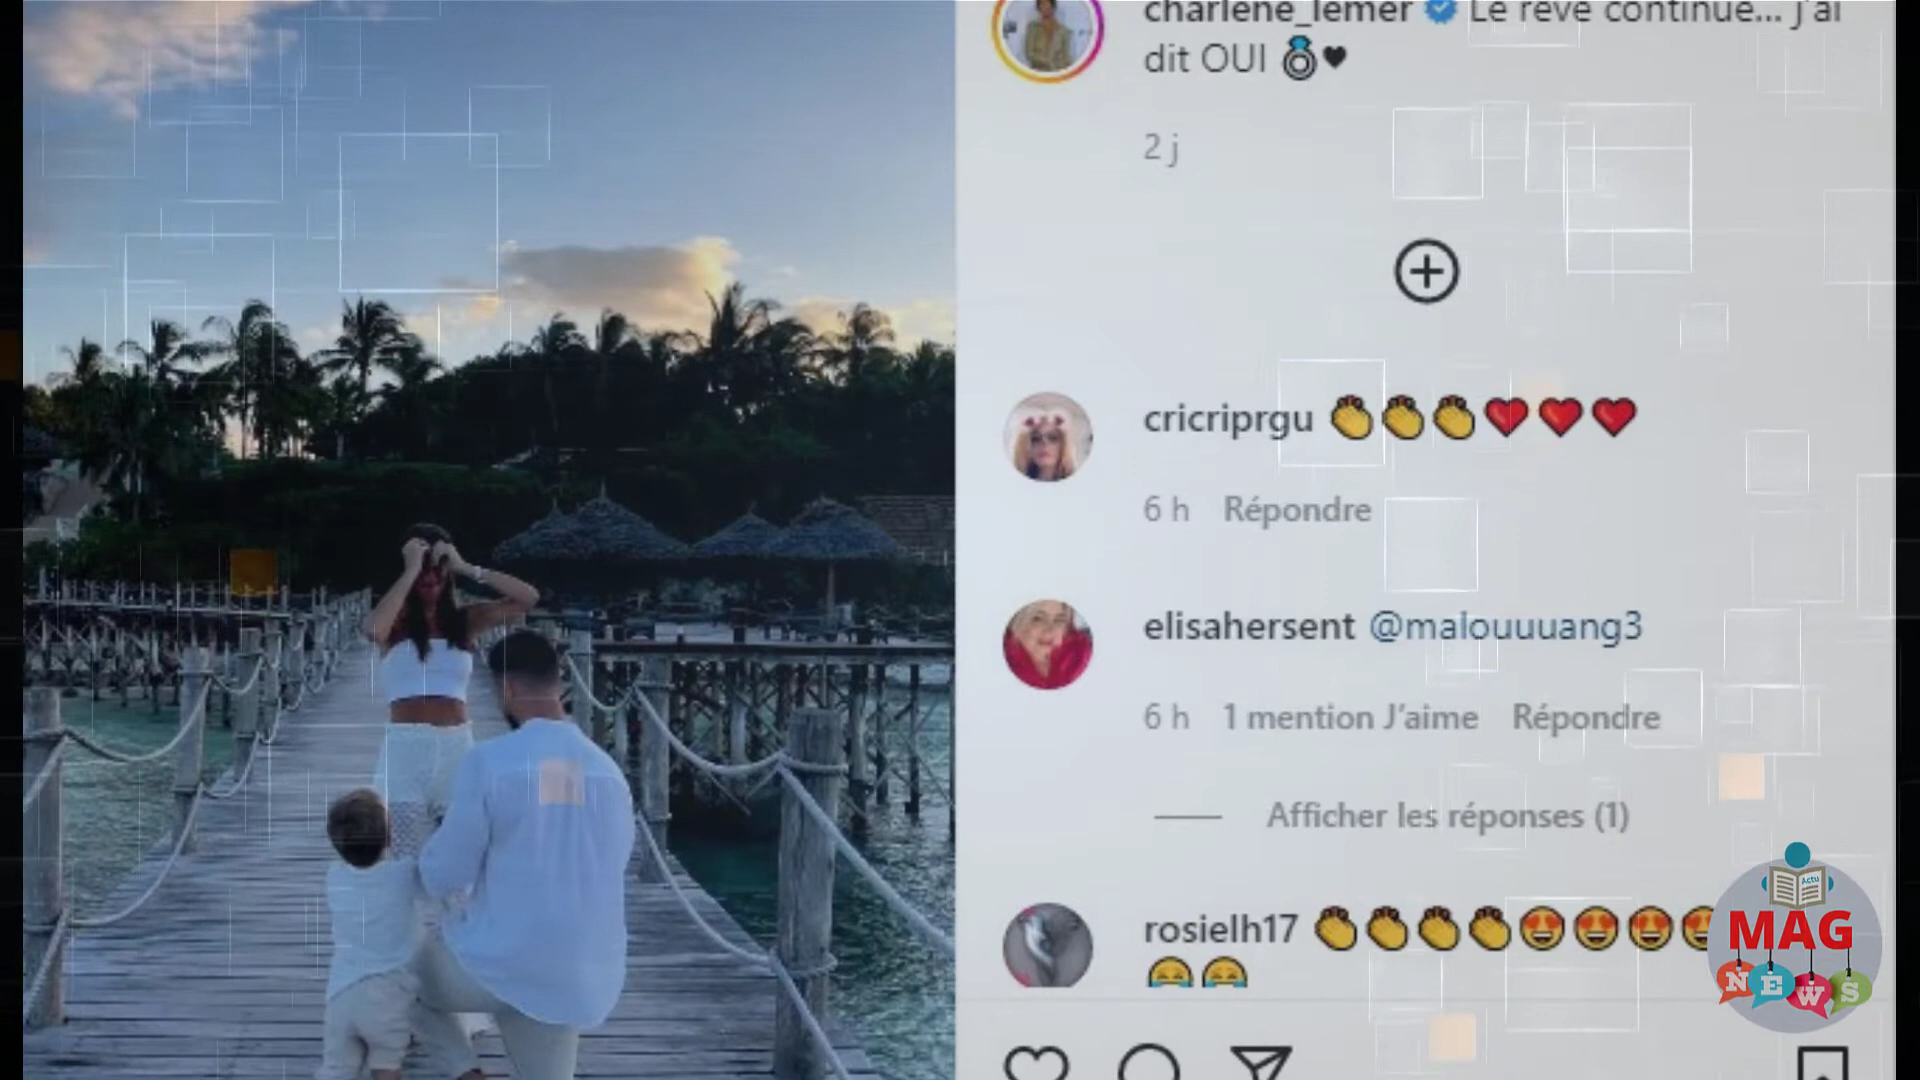 charlene_lemer Le rêve continue... j'ai
dit OUI
2 j
cricriprgu
6 h Répondre
elisahersent @malouuuang3
6 h 1 mention J'aime Répondre
Afficher les réponses (1)
rosielh17
Actu
MAG
NEWS